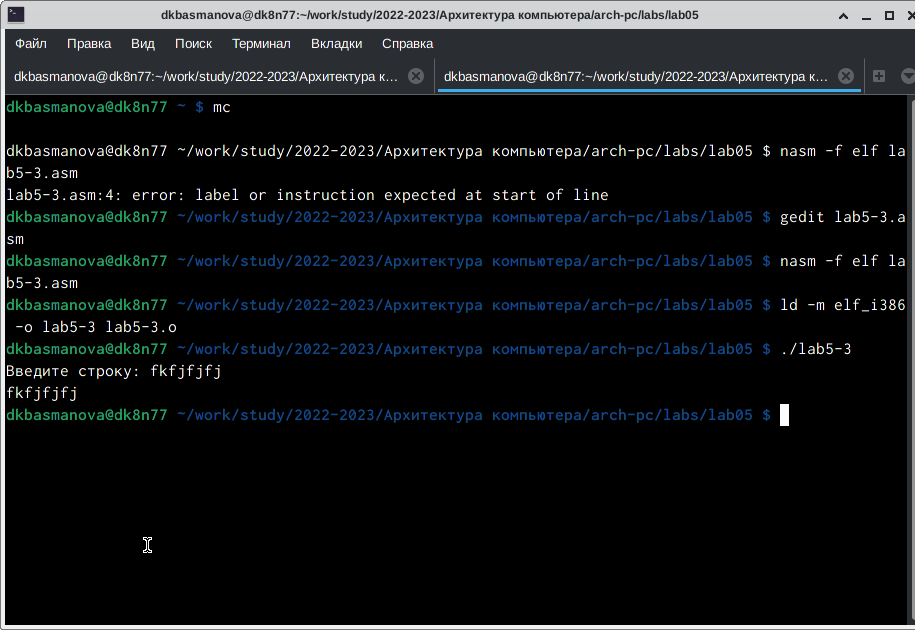 dkbasmanova@dk8n77:~/work/study/2022-2023/Архитектура компьютера/arch-pc/labs/lab05
Файл Правка Вид Поиск Терминал Вкладки Справка
dkbasmanova@dk8n77:~/work/study/2022-2023/Архитектура к... dkbasmanova@dk8n77:~/work/study/2022-2023/Архитектура к...
dkbasmanova@dk8n77 ~ $ mc
dkbasmanova@dk8n77 ~/work/study/2022-2023/Архитектура компьютера/arch-pc/labs/lab05 $ nasm -f elf la
b5-3.asm
lab5-3.asm:4: error: label or instruction expected at start of line
dkbasmanova@dk8n77 ~/work/study/2022-2023/Архитектура компьютера/arch-pc/labs/lab05 $ gedit lab5-3.a
sm
dkbasmanova@dk8n77 ~/work/study/2022-2023/Архитектура компьютера/arch-pc/labs/lab05 $ nasm -f elf la
b5-3.asm
dkbasmanova@dk8n77 ~/work/study/2022-2023/Архитектура компьютера/arch-pc/labs/lab05 $ ld -m elf_i386
-o lab5-3 lab5-3.o
dkbasmanova@dk8n77 ~/work/study/2022-2023/Архитектура компьютера/arch-pc/labs/lab05 $ ./lab5-3
Введите строку: fkfjfjfj
fkfjfjfj
dkbasmanova@dk8n77 ~/work/study/2022-2023/Архитектура компьютера/arch-pc/labs/lab05 $